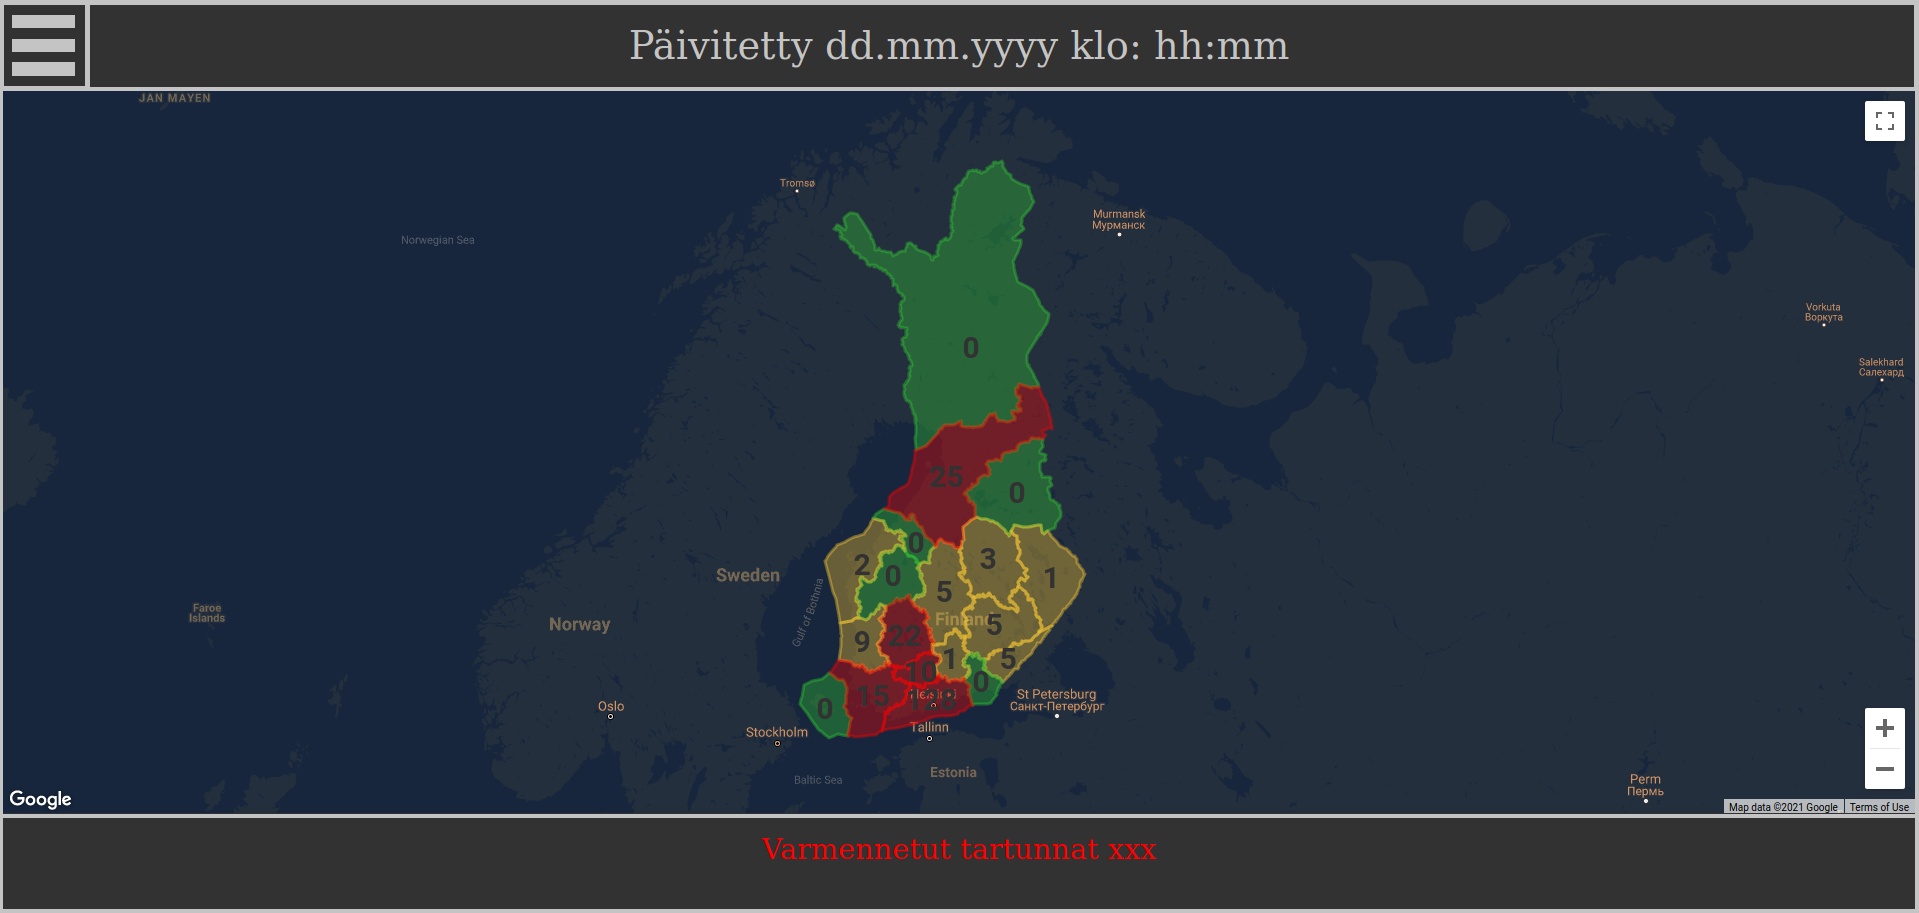 Päivitetty dd.mm.yyyy klo: hh:mm
JAN MAYEN
Tromsø
Murmansk
Мурманск
Norwegian Sea
Vorkuta
Воркута
0
Salekhard
Салехард
25
0
0
2
3
0
1
5
Sweden
Gulf of Bothnia
Faroe
Islands
Norway
Finland
5
22
9
1
5
10
0
15
Helsinki
0
St Petersburg
Санкт-Петербург
Oslo
Stockholm
Tallinn
Baltic Sea
Estonia
Perm
Пермь
Google
Map data ©2021 Google
Terms of Use
Varmennetut tartunnat xxx